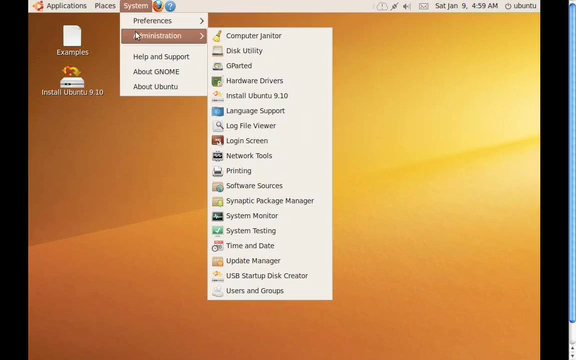 Applications Places System
Sat Jan 9, 4:59 AM ubuntu
Preferences
Administration
Help and Support
About GNOME
About Ubuntu
Examples
Install Ubuntu 9.10
Computer Janitor
Disk Utility
GParted
Hardware Drivers
Install Ubuntu 9.10
Language Support
Log File Viewer
Login Screen
Network Tools
Printing
Software Sources
Synaptic Package Manager
System Monitor
System Testing
Time and Date
Update Manager
USB Startup Disk Creator
Users and Groups